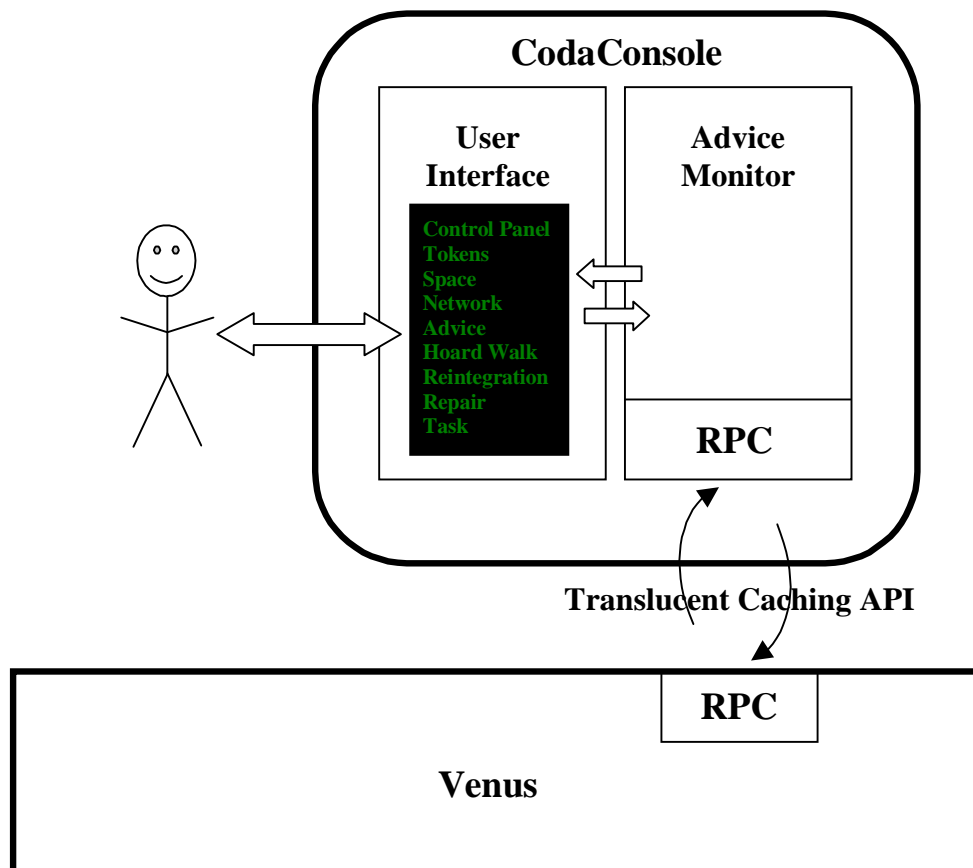 CodaConsole
User
Interface
Control Panel
Tokens
Space
Network
Advice
Hoard Walk
Reintegration
Repair
Task
Advice
Monitor
RPC
Translucent Caching API
RPC
Venus